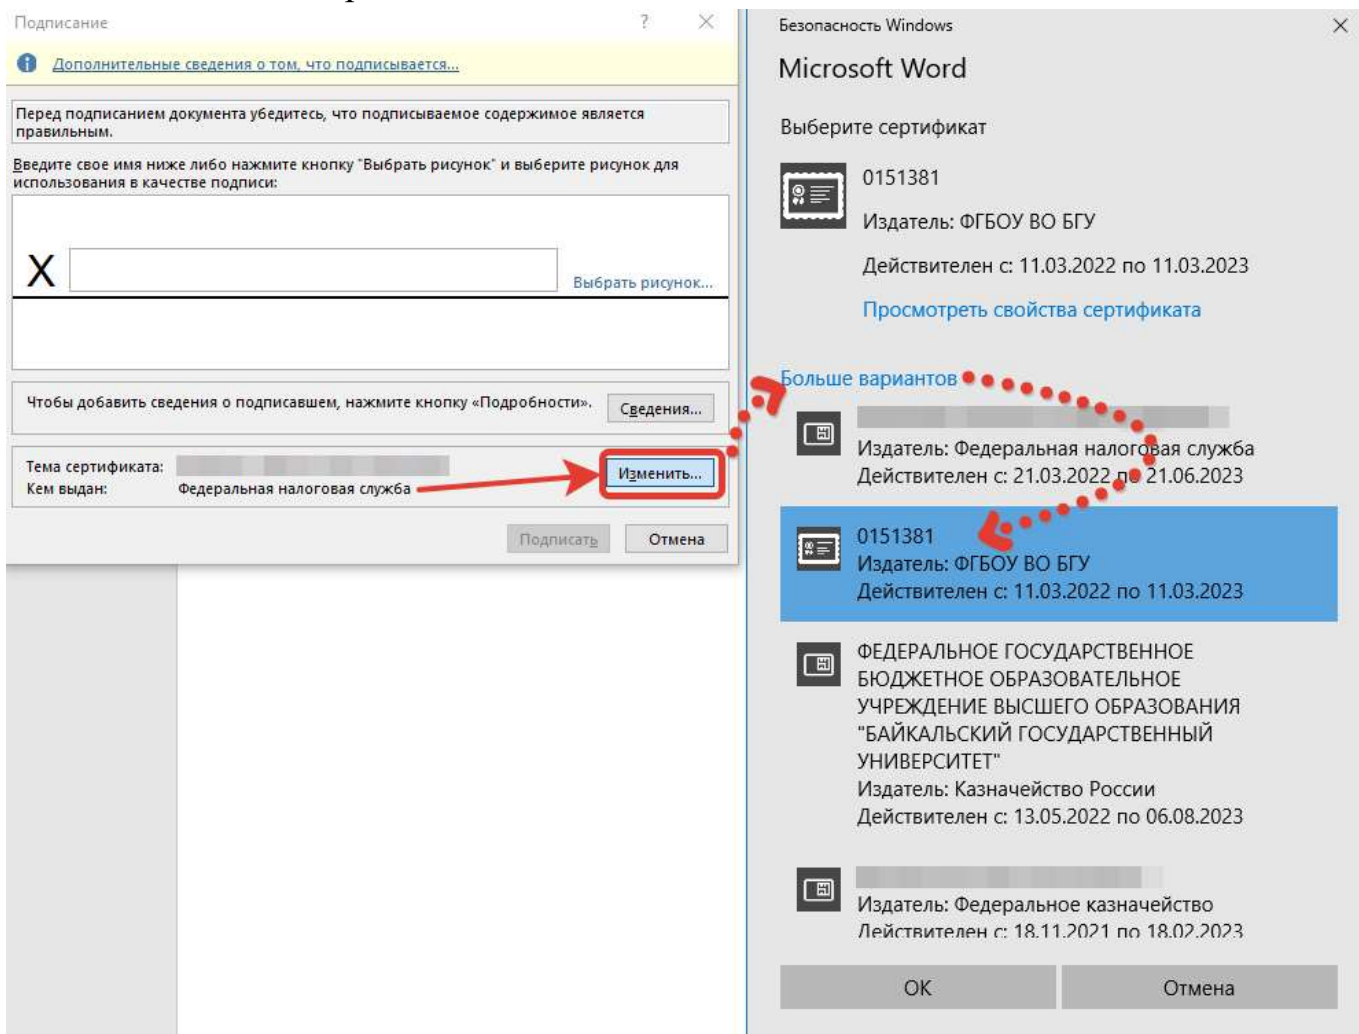 Подписание
Дополнительные сведения о том, что подписывается...
Перед подписанием документа убедитесь, что подписываемое содержимое является
правильным.
Введите свое имя ниже либо нажмите кнопку "Выбрать рисунок" и выберите рисунок для
использования в качестве подписи:
X
Выбрать рисунок...
Чтобы добавить сведения о подписавшем, нажмите кнопку «Подробности».
Сведения...
Тема сертификата:
Кем выдан: Федеральная налоговая служба
Изменить...
Подписать
Отмена
Безопасность Windows
Microsoft Word
Выберите сертификат
0151381
Издатель: ФГБОУ ВО БГУ
Действителен с: 11.03.2022 по 11.03.2023
Просмотреть свойства сертификата
Больше вариантов
Издатель: Федеральная налоговая служба
Действителен с: 21.03.2022 по 21.06.2023
0151381
Издатель: ФГБОУ ВО БГУ
Действителен с: 11.03.2022 по 11.03.2023
ФЕДЕРАЛЬНОЕ ГОСУДАРСТВЕННОЕ
БЮДЖЕТНОЕ ОБРАЗОВАТЕЛЬНОЕ
УЧРЕЖДЕНИЕ ВЫСШЕГО ОБРАЗОВАНИЯ
"БАЙКАЛЬСКИЙ ГОСУДАРСТВЕННЫЙ
УНИВЕРСИТЕТ"
Издатель: Казначейство России
Действителен с: 13.05.2022 по 06.08.2023
Издатель: Федеральное казначейство
Действителен с: 18.11.2021 по 18.02.2023
ОК
Отмена